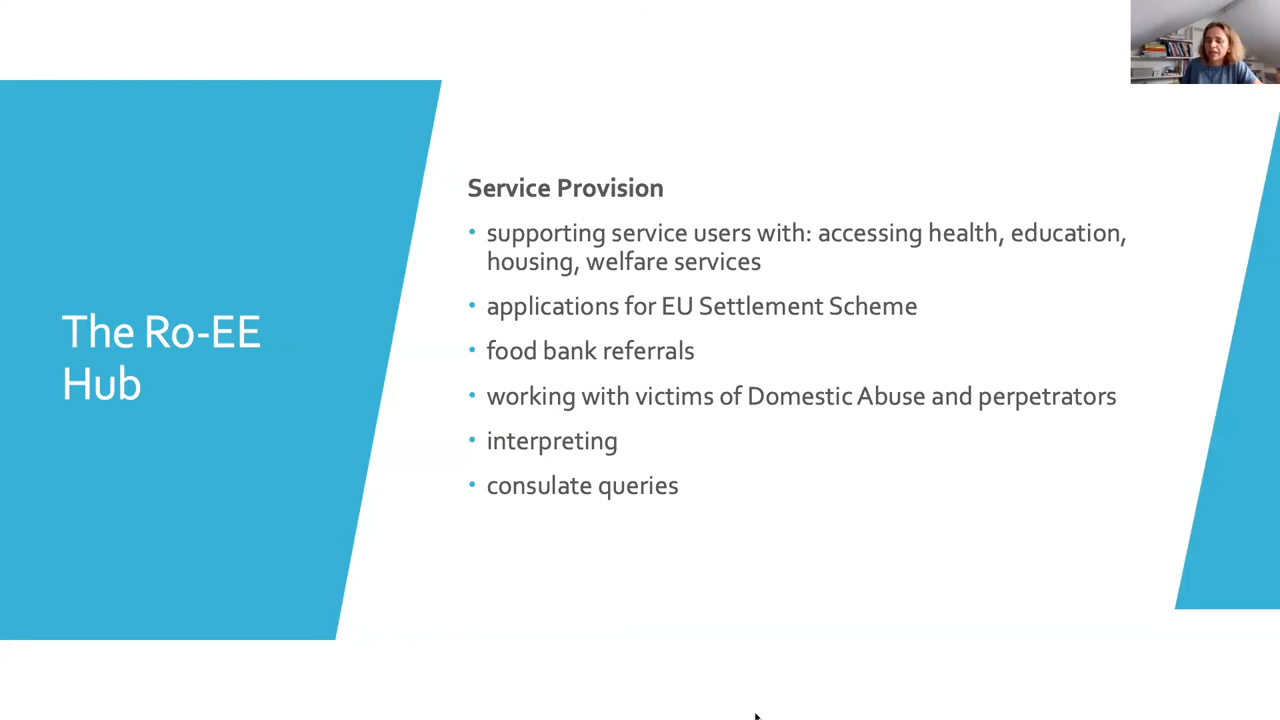 The Ro-EE
Hub
Service Provision
• supporting service users with: accessing health, education,
housing, welfare services
• applications for EU Settlement Scheme
• food bank referrals
• working with victims of Domestic Abuse and perpetrators
• interpreting
• consulate queries